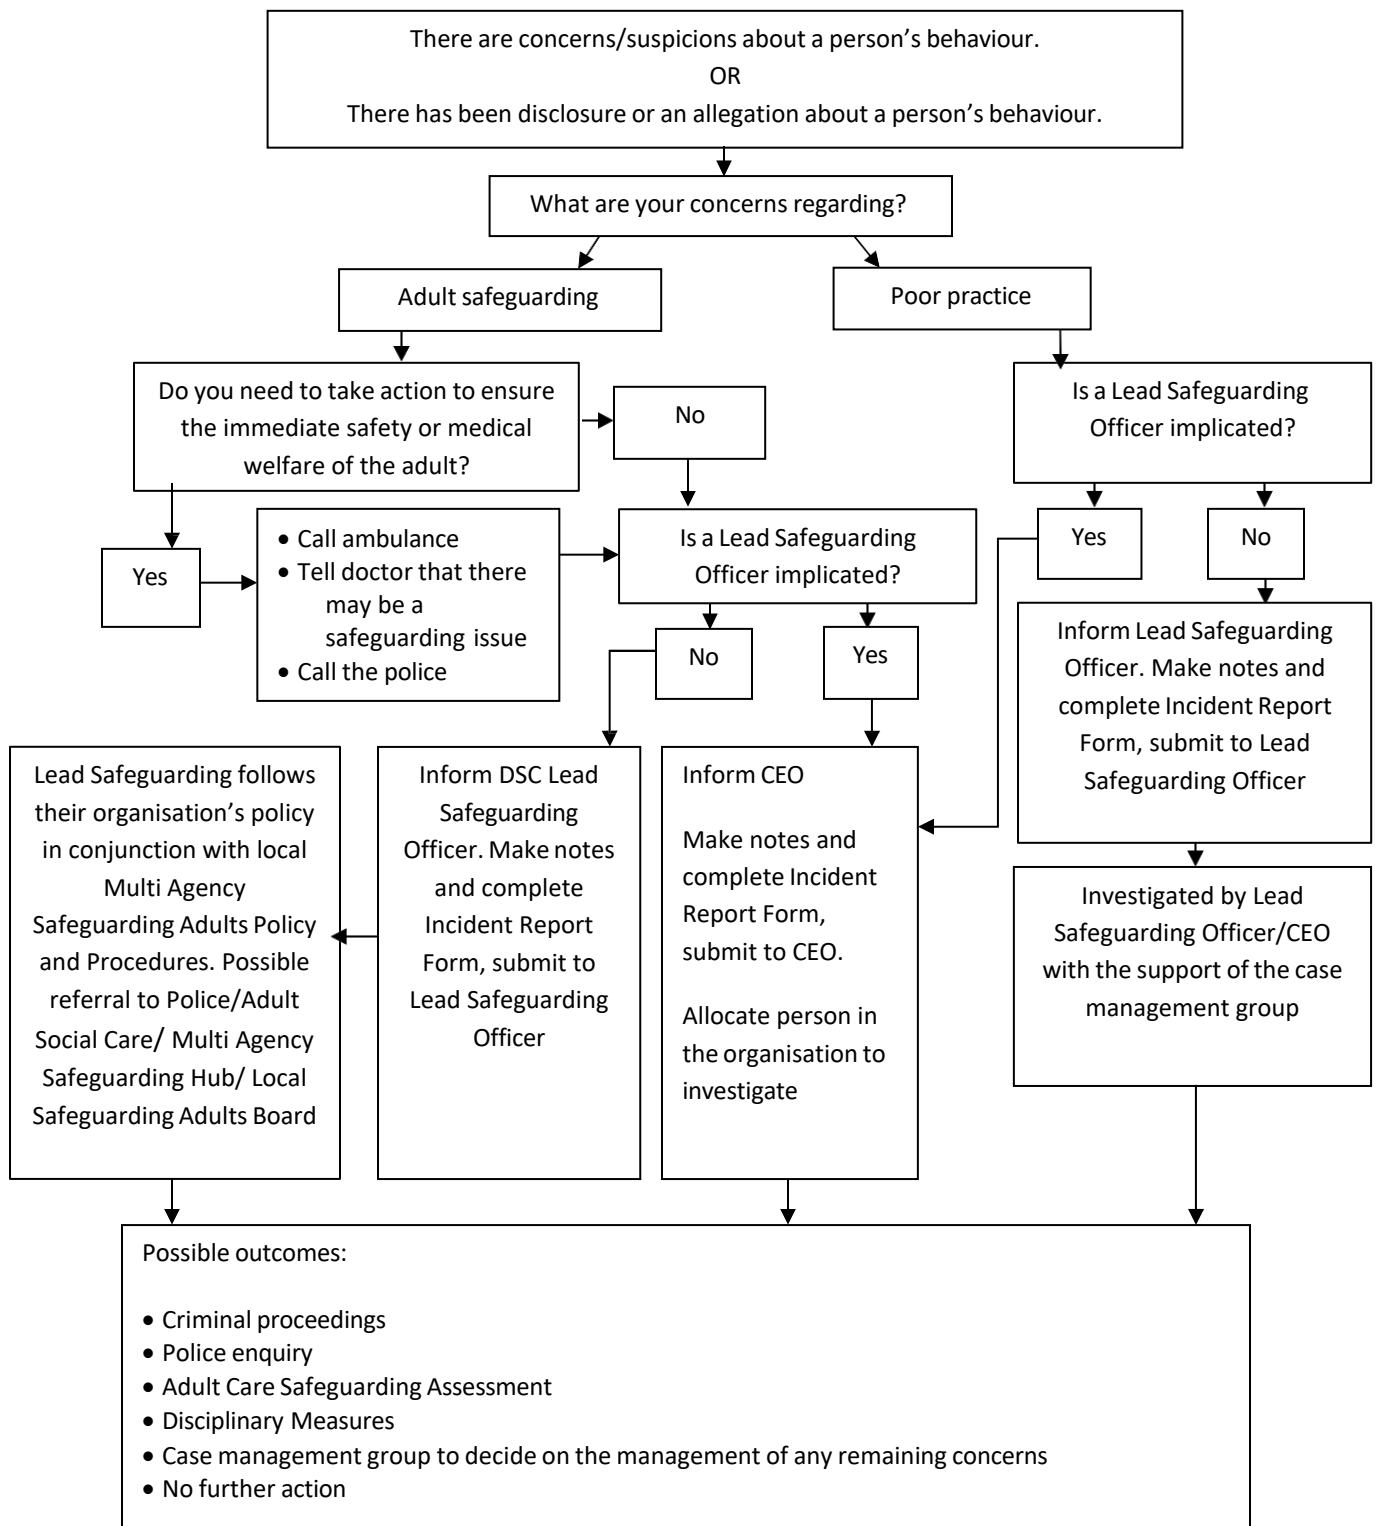 There are concerns/suspicions about a person’s behaviour.
OR
There has been disclosure or an allegation about a person’s behaviour.
What are your concerns regarding?
Adult safeguarding
Poor practice
Do you need to take action to ensure
the immediate safety or medical
welfare of the adult?
No
Is a Lead Safeguarding
Officer implicated?
Yes
• Call ambulance
• Tell doctor that there
may be a
safeguarding issue
• Call the police
Is a Lead Safeguarding
Officer implicated?
Yes
No
No
Yes
Inform Lead Safeguarding
Officer. Make notes and
complete Incident Report
Form, submit to Lead
Safeguarding Officer
Lead Safeguarding follows
their organisation’s policy
in conjunction with local
Multi Agency
Safeguarding Adults Policy
and Procedures. Possible
referral to Police/Adult
Social Care/ Multi Agency
Safeguarding Hub/ Local
Safeguarding Adults Board
Inform DSC Lead
Safeguarding
Officer. Make notes
and complete
Incident Report
Form, submit to
Lead Safeguarding
Officer
Inform CEO
Make notes and
complete Incident
Report Form,
submit to CEO.
Allocate person in
the organisation to
investigate
Investigated by Lead
Safeguarding Officer/CEO
with the support of the case
management group
Possible outcomes:
• Criminal proceedings
• Police enquiry
• Adult Care Safeguarding Assessment
• Disciplinary Measures
• Case management group to decide on the management of any remaining concerns
• No further action